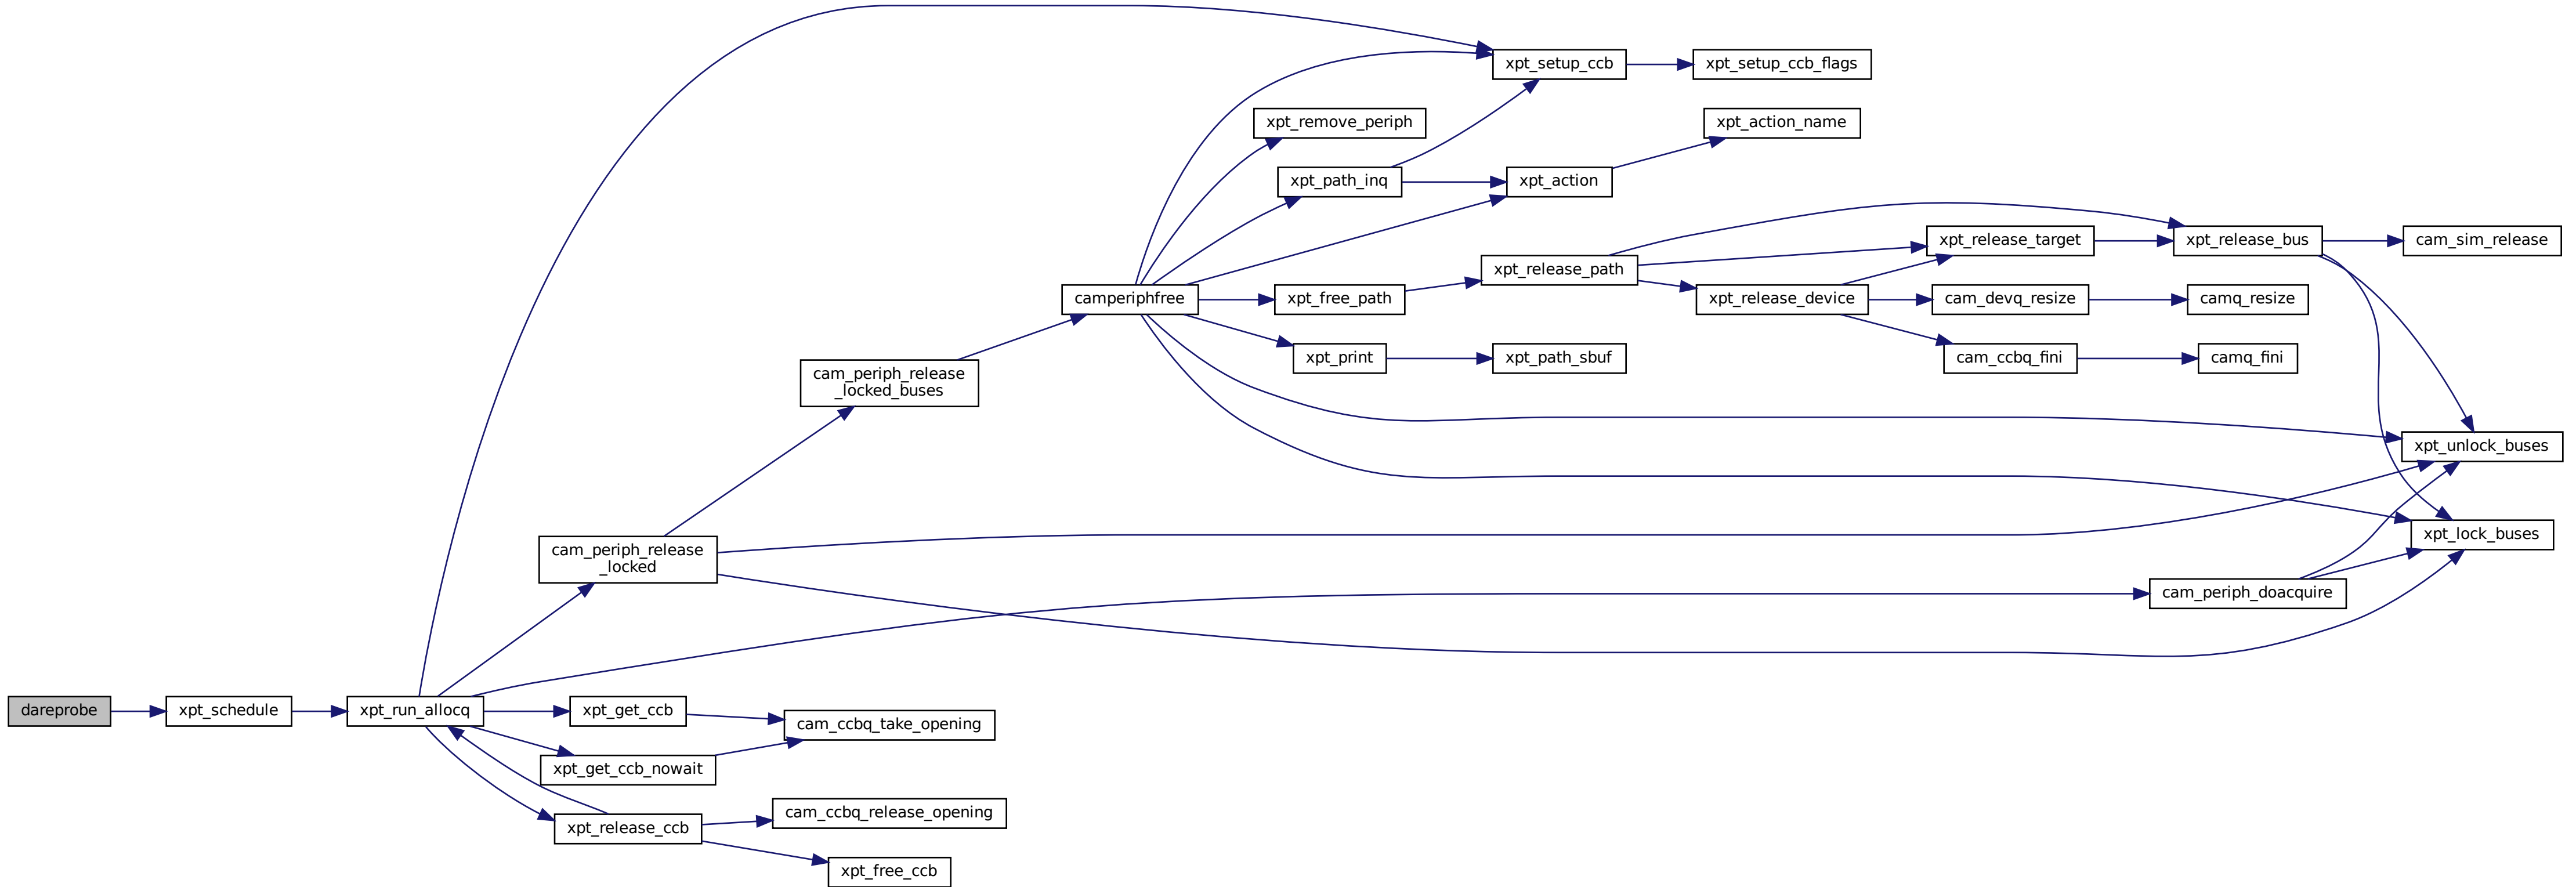 xpt_setup_ccb
xpt_setup_ccb_flags
xpt_remove_periph
xpt_action_name
xpt_path_inq
xpt_action
xpt_release_target
xpt_release_bus
cam_sim_release
xpt_release_path
camperiphfree
xpt_free_path
xpt_release_device
cam_devq_resize
camq_resize
xpt_print
xpt_path_sbuf
cam_ccbq_fini
camq_fini
cam_periph_release
_locked_buses
xpt_unlock_buses
xpt_lock_buses
cam_periph_release
_locked
cam_periph_doacquire
dareprobe
xpt_schedule
xpt_run_allocq
xpt_get_ccb
cam_ccbq_take_opening
xpt_get_ccb_nowait
cam_ccbq_release_opening
xpt_release_ccb
xpt_free_ccb